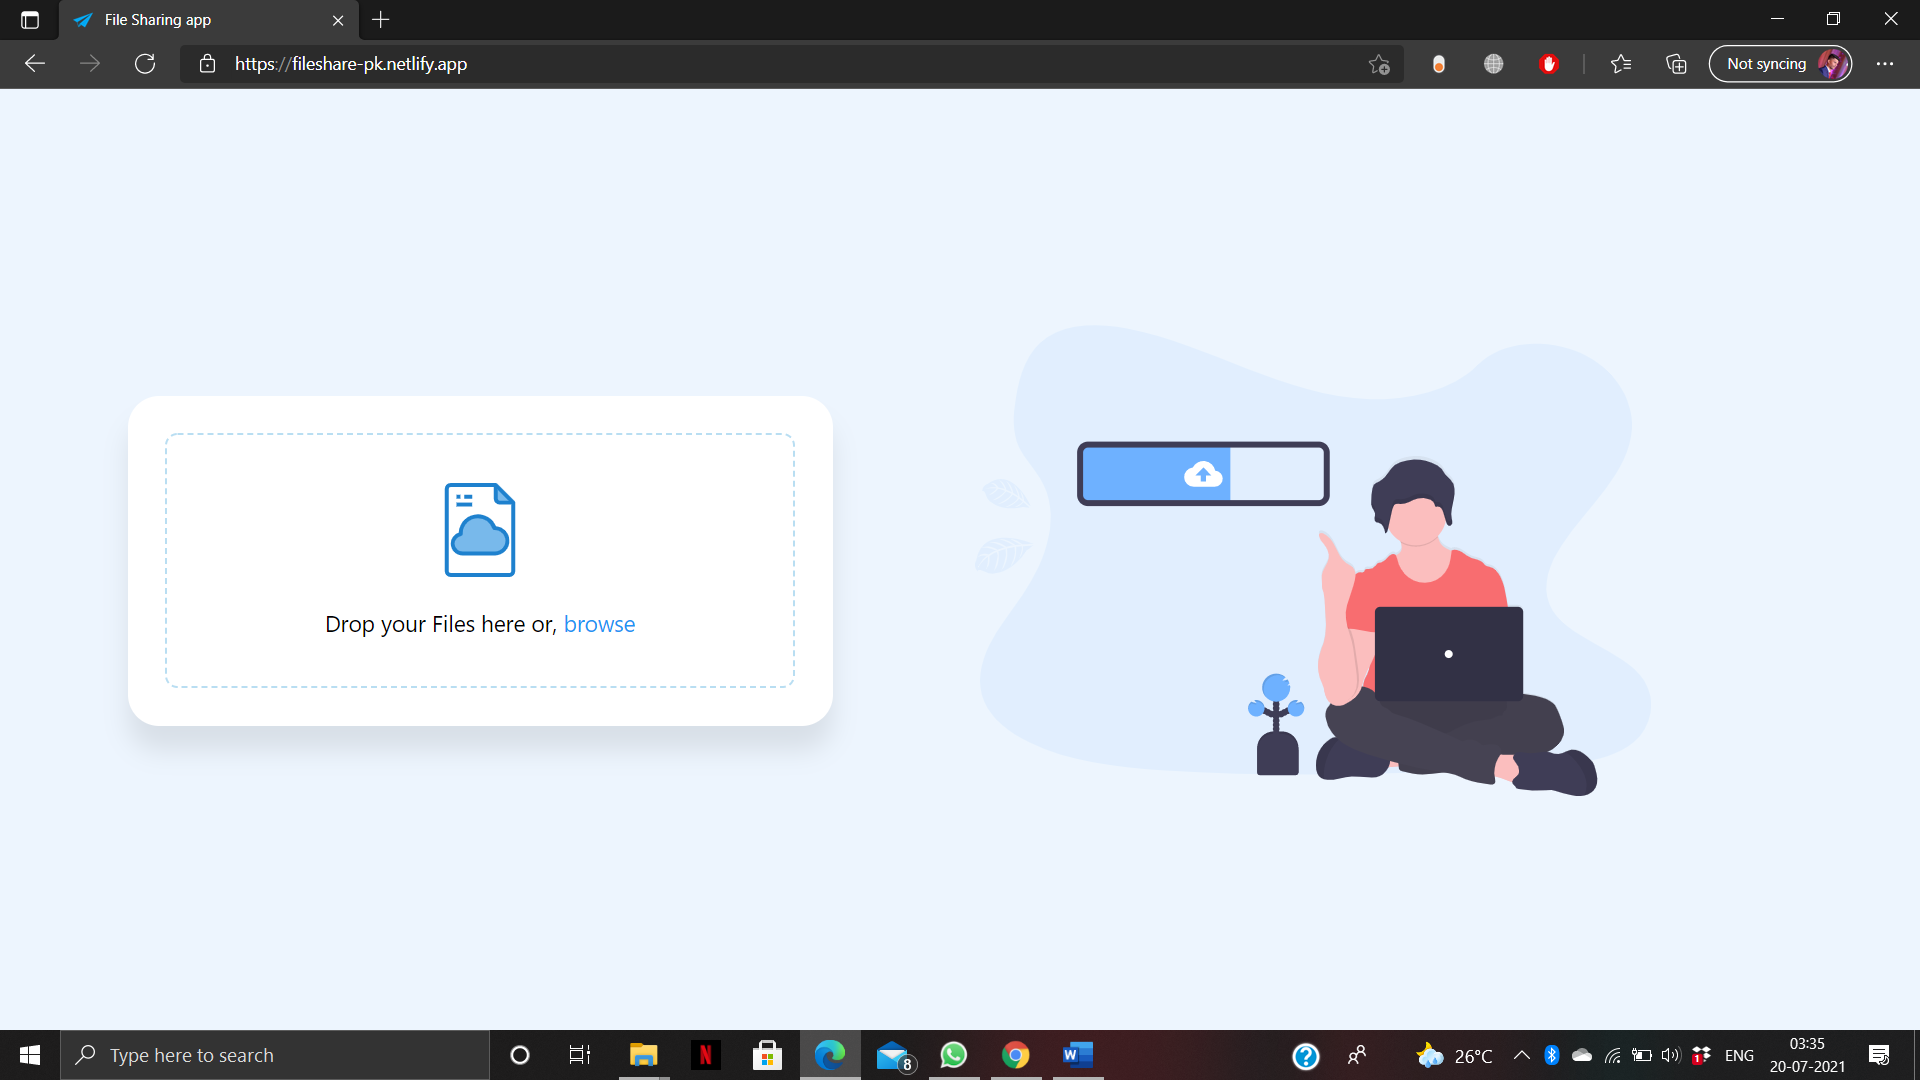 File Sharing app
https://fileshare-pk.netlify.app
Not syncing
Drop your Files here or, browse
Type here to search
N
8
W
?
26°C
1
ENG
03:35
20-07-2021